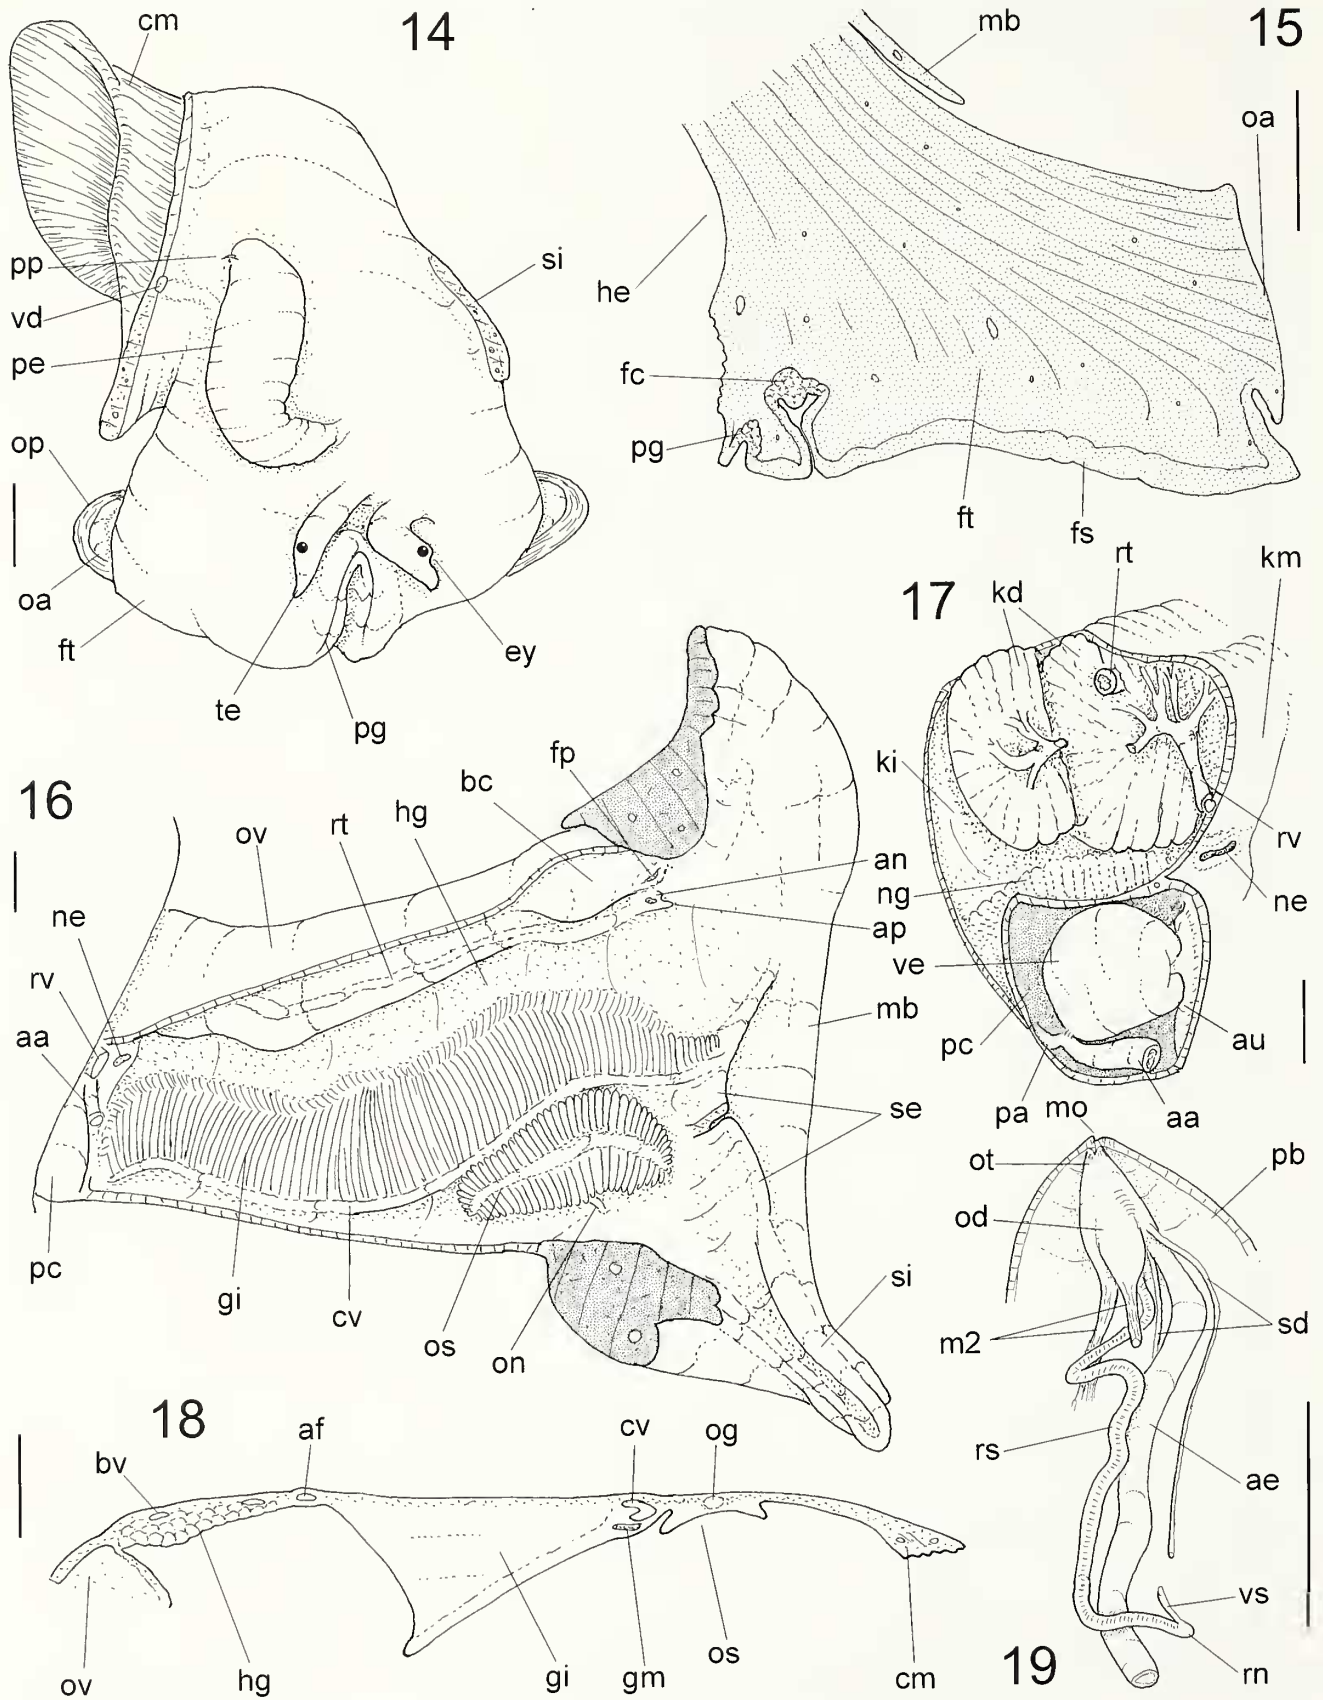 14
cm
pp
vd
pe
op
oa
ft
te
pg
ey
si
15
mb
oa
he
fc
pg
ft
fs
16
ov
rt
hg
bc
fp
an
ap
mb
se
si
ne
rv
aa
pc
gi
cv
os
on
17
kd
rt
km
ki
ng
ve
pc
pa
aa
au
ne
rv
18
bv
af
cv
og
ov
hg
gi
gm
os
cm
19
mo
ot
od
pb
m2
sd
rs
ae
vs
rn